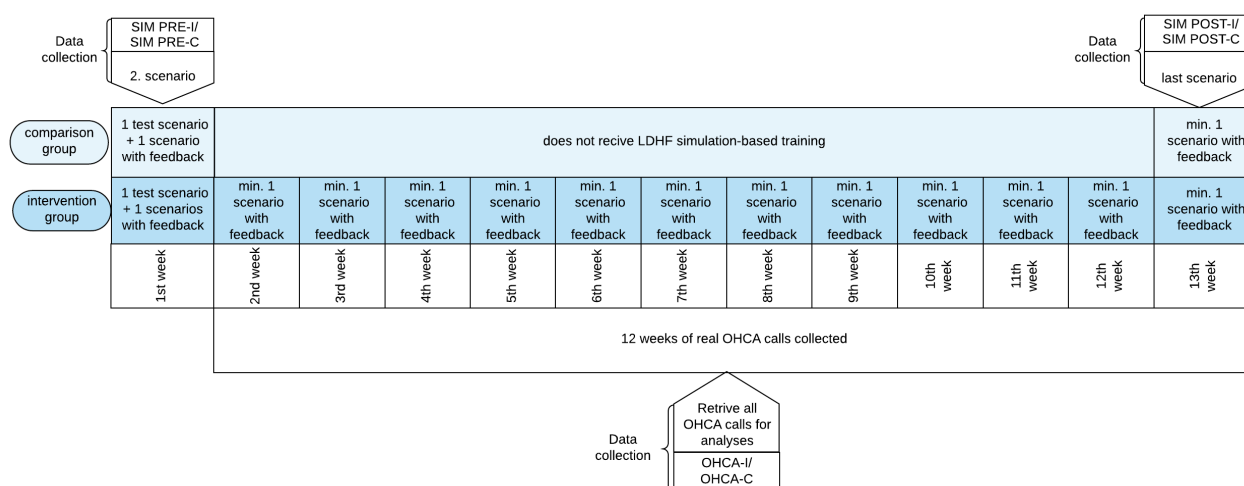 SIM PRE-I/
SIM PRE-C
Data
collection
2. scenario
SIM POST-I/
SIM POST-C
Data
collection
last scenario
comparison
group
1 test scenario
+ 1 scenario
with feedback
does not recive LDHF simulation-based training
min. 1
scenario with
feedback
intervention
group
1 test scenario
+ 1 scenarios
with feedback
min. 1
scenario
with
feedback
min. 1
scenario
with
feedback
min. 1
scenario
with
feedback
min. 1
scenario
with
feedback
min. 1
scenario
with
feedback
min. 1
scenario
with
feedback
min. 1
scenario
with
feedback
min. 1
scenario
with
feedback
min. 1
scenario
with
feedback
min. 1
scenario
with
feedback
min. 1
scenario
with
feedback
min. 1
scenario with
feedback
1st week
2nd week
3rd week
4th week
5th week
6th week
7th week
8th week
9th week
10th
week
11th
week
12th
week
13th
week
12 weeks of real OHCA calls collected
Retrive all
OHCA calls for
analyses
Data
collection
OHCA-I/
OHCA-C